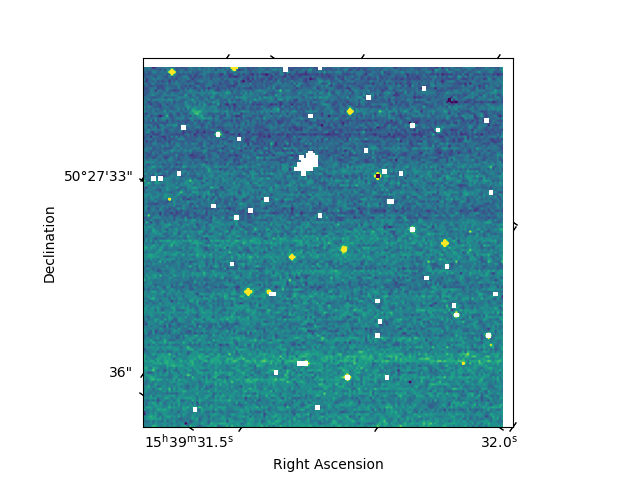 50°27'33"
Declination
36"
15ʰ39ᵐ31.5ˢ
32.0ˢ
Right Ascension